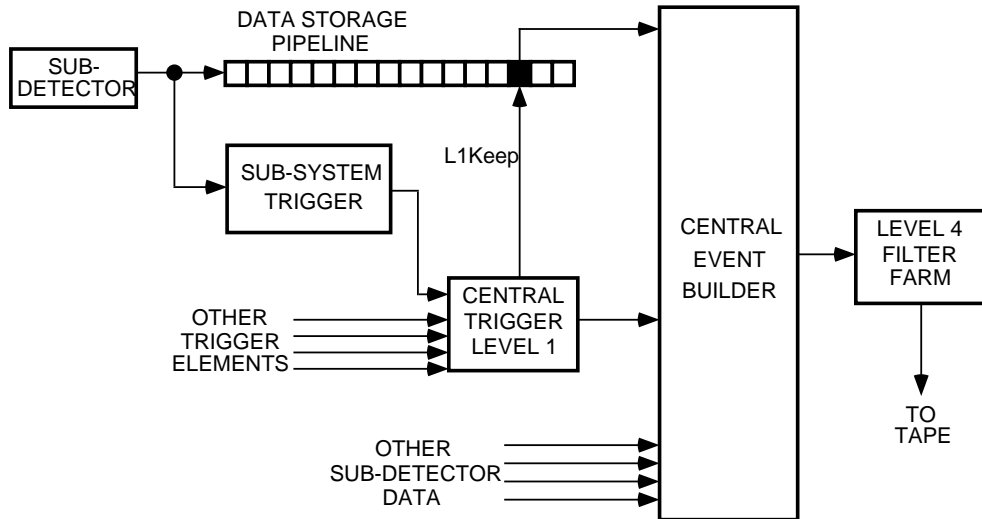 DATA STORAGE
PIPELINE
SUB-
DETECTOR
L1Keep
SUB-SYSTEM
TRIGGER
CENTRAL
EVENT
BUILDER
LEVEL 4
FILTER
FARM
CENTRAL
TRIGGER
LEVEL 1
OTHER
TRIGGER
ELEMENTS
TO
TAPE
OTHER
SUB-DETECTOR
DATA